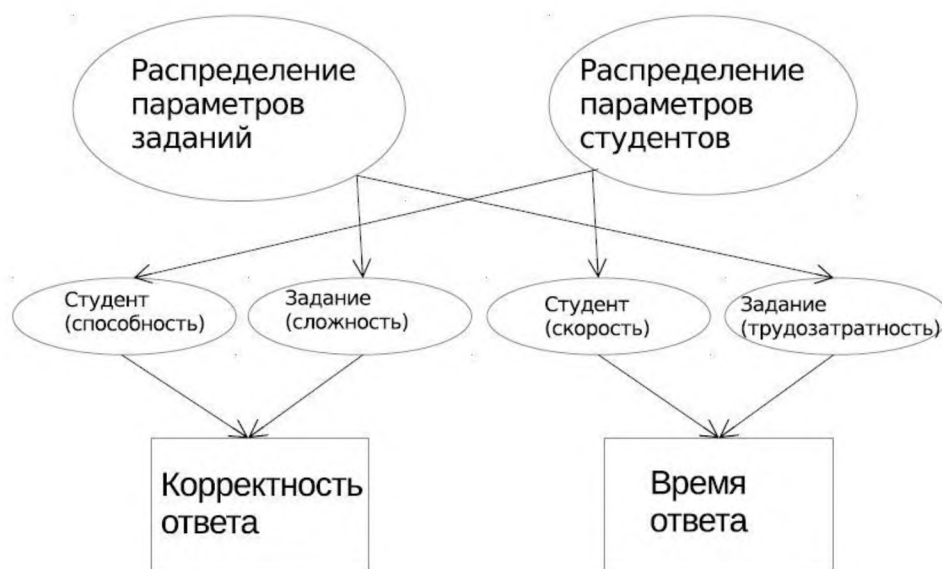 Распределение
параметров
заданий
Распределение
параметров
студентов
Студент
(способность)
Задание
(сложность)
Студент
(скорость)
Задание
(трудозатратность)
Корректность
ответа
Время
ответа